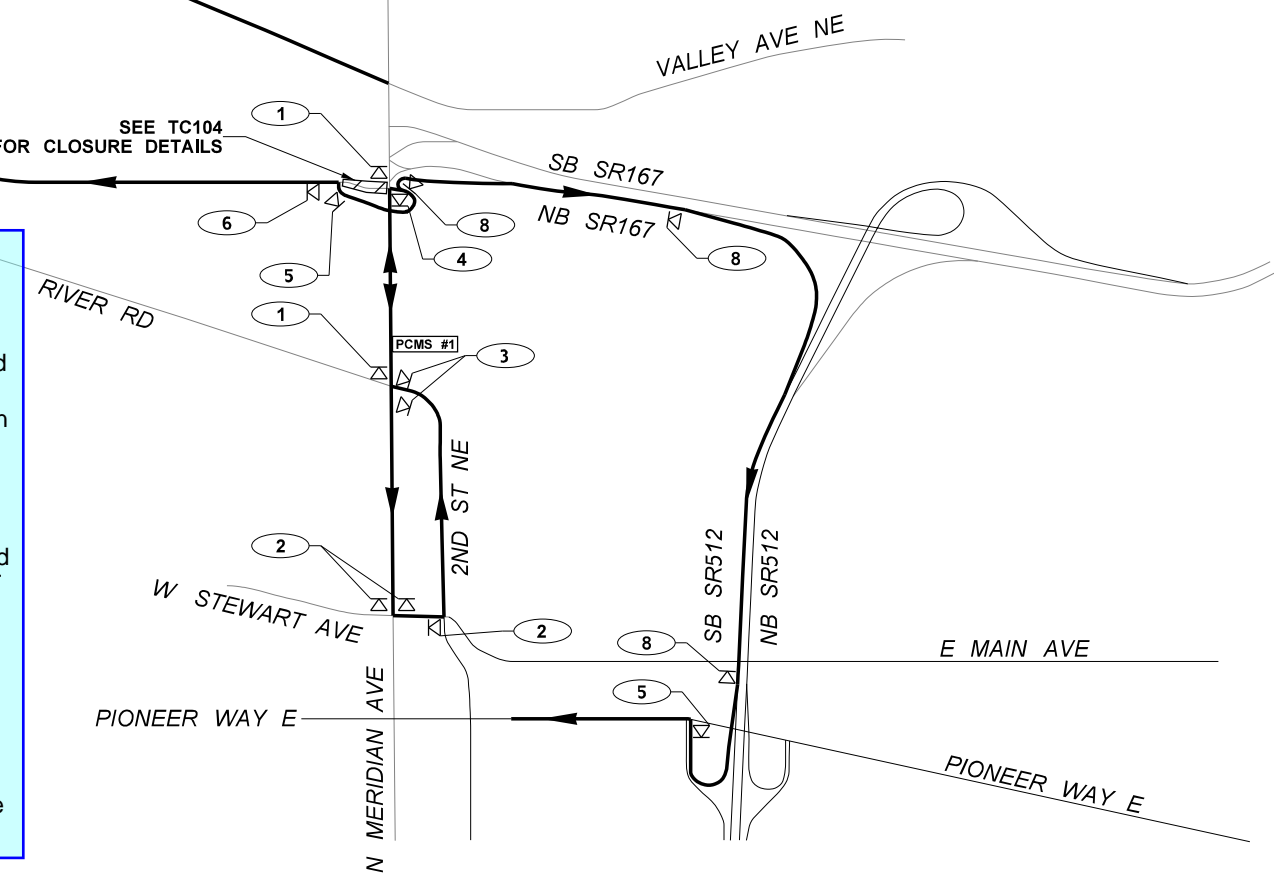 VALLEY AVE NE
1
SEE TC104
FOR CLOSURE DETAILS
SB SR167
NB SR167
6
8
4
8
5
RIVER RD
1
PCMS #1
3
d
n
2ND ST NE
2
d
W STEWART AVE
2
SB SR512
NB SR512
8
E MAIN AVE
5
PIONEER WAY E
N MERIDIAN AVE
PIONEER WAY E
e